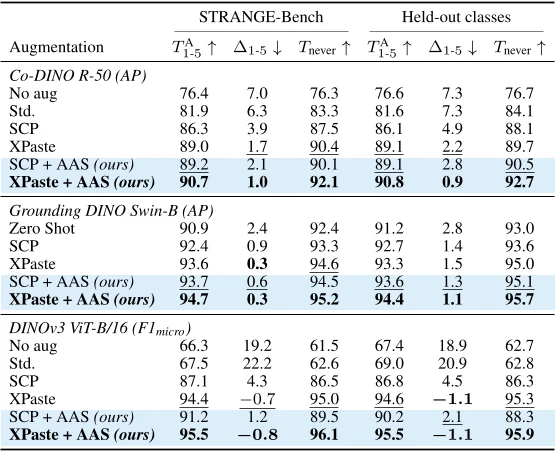 STRANGE-Bench Held-out classes
Augmentation T^A_1-5 ↑ Δ_1-5 ↓ T_never ↑ T^A_1-5 ↑ Δ_1-5 ↓ T_never ↑
Co-DINO R-50 (AP)
No aug 76.4 7.0 76.3 76.6 7.3 76.7
Std. 81.9 6.3 83.3 81.6 7.3 84.1
SCP 86.3 3.9 87.5 86.1 4.9 88.1
XPaste 89.0 1.7 90.4 89.1 2.2 89.7
SCP + AAS (ours) 89.2 2.1 90.1 89.1 2.8 90.5
XPaste + AAS (ours) 90.7 1.0 92.1 90.8 0.9 92.7
Grounding DINO Swin-B (AP)
Zero Shot 90.9 2.4 92.4 91.2 2.8 93.0
SCP 92.4 0.9 93.3 92.7 1.4 93.6
XPaste 93.6 0.3 94.6 93.3 1.5 95.0
SCP + AAS (ours) 93.7 0.6 94.5 93.6 1.3 95.1
XPaste + AAS (ours) 94.7 0.3 95.2 94.4 1.1 95.7
DINOv3 ViT-B/16 (F1_micro)
No aug 66.3 19.2 61.5 67.4 18.9 62.7
Std. 67.5 22.2 62.6 69.0 20.9 62.8
SCP 87.1 4.3 86.5 86.8 4.5 86.3
XPaste 94.4 −0.7 95.0 94.6 −1.1 95.3
SCP + AAS (ours) 91.2 1.2 89.5 90.2 2.1 88.3
XPaste + AAS (ours) 95.5 −0.8 96.1 95.5 −1.1 95.9